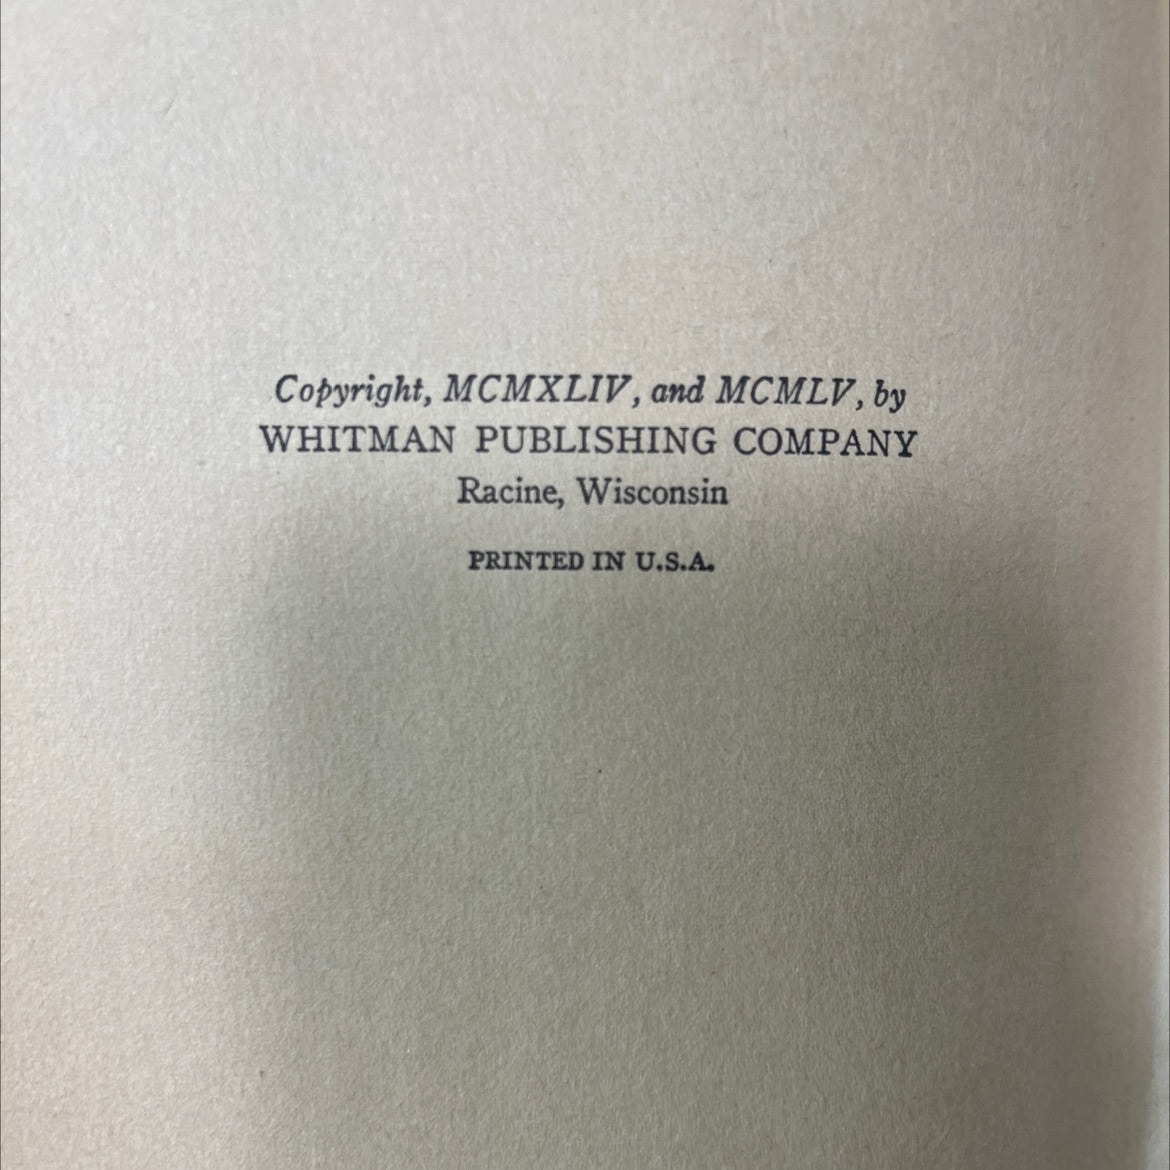 Copyright, MCMXLIV, and MCMLV, by
WHITMAN PUBLISHING COMPANY
Racine, Wisconsin
PRINTED IN U.S.A.